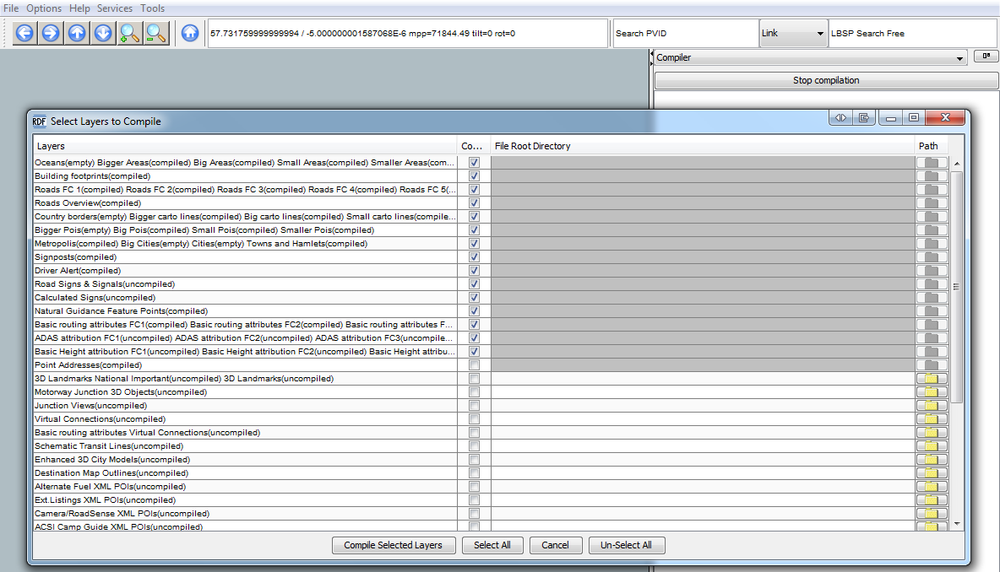 File Options Help Services Tools
57.731759999999994 / -5.000000001587068E-6 mpp=71844.49 tilt=0 rot=0
Search PVID
Link
LBSP Search Free
Compiler
Stop compilation
RDF Select Layers to Compile
Layers Co... File Root Directory Path
Oceans(empty) Bigger Areas(compiled) Big Areas(compiled) Small Areas(compiled) Smaller Areas(com...
Building footprints(compiled)
Roads FC 1(compiled) Roads FC 2(compiled) Roads FC 3(compiled) Roads FC 4(compiled) Roads FC 5(...
Roads Overview(compiled)
Country borders(empty) Bigger carto lines(compiled) Big carto lines(compiled) Small carto lines(compile...
Bigger Pois(empty) Big Pois(compiled) Small Pois(compiled) Smaller Pois(compiled)
Metropolis(compiled) Big Cities(empty) Cities(empty) Towns and Hamlets(compiled)
Signposts(compiled)
Driver Alert(compiled)
Road Signs & Signals(uncompiled)
Calculated Signs(uncompiled)
Natural Guidance Feature Points(compiled)
Basic routing attributes FC1(compiled) Basic routing attributes FC2(compiled) Basic routing attributes F...
ADAS attribution FC1(uncompiled) ADAS attribution FC2(uncompiled) ADAS attribution FC3(uncompile...
Basic Height attribution FC1(uncompiled) Basic Height attribution FC2(uncompiled) Basic Height attribu...
Point Addresses(compiled)
3D Landmarks National Important(uncompiled) 3D Landmarks(uncompiled)
Motorway Junction 3D Objects(uncompiled)
Junction Views(uncompiled)
Virtual Connections(uncompiled)
Basic routing attributes Virtual Connections(uncompiled)
Schematic Transit Lines(uncompiled)
Enhanced 3D City Models(uncompiled)
Destination Map Outlines(uncompiled)
Alternate Fuel XML POIs(uncompiled)
Ext.Listings XML POIs(uncompiled)
Camera/RoadSense XML POIs(uncompiled)
ACSI Camp Guide XML POIs(uncompiled)
Compile Selected Layers Select All Cancel Un-Select All